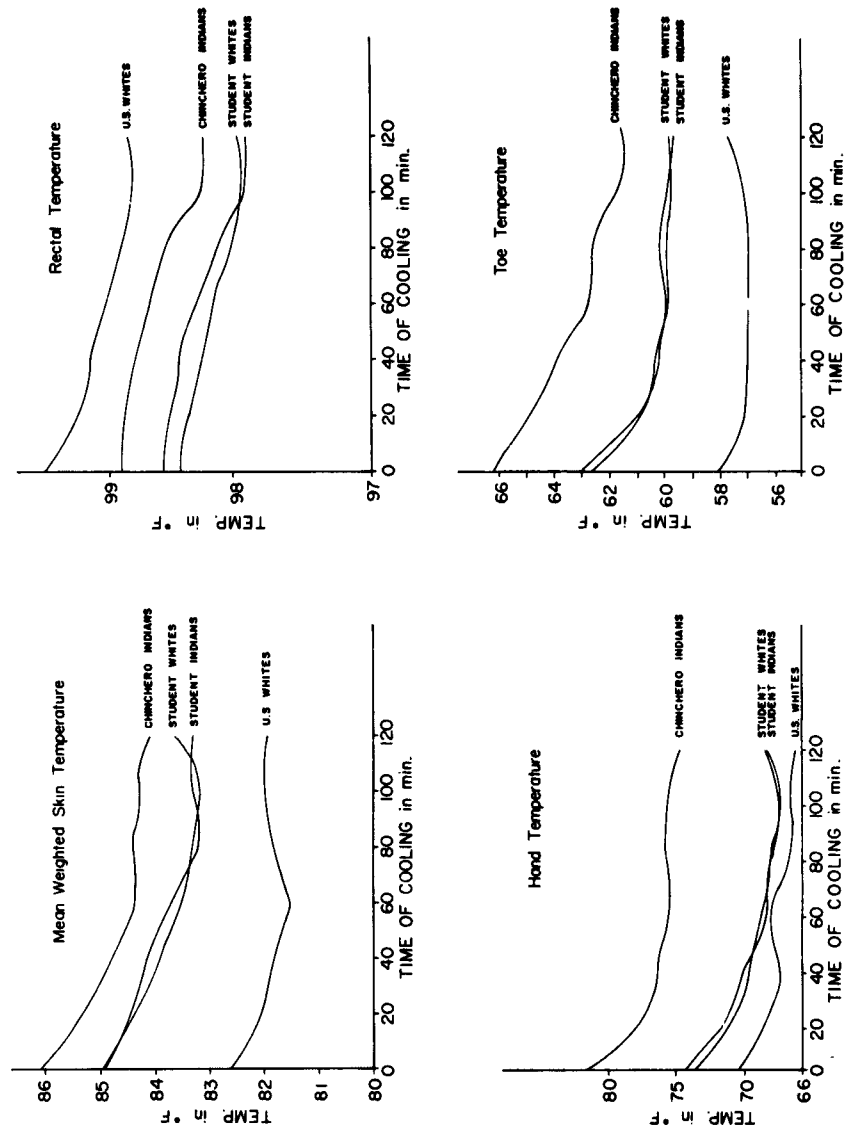 Mean Weighted Skin Temperature
TEMP. in °F
86
85
84
83
82
81
80
CHINCHERO INDIANS
STUDENT WHITES
STUDENT INDIANS
U.S WHITES
0 20 40 60 80 100 120
TIME OF COOLING in min.
Rectal Temperature
TEMP. in °F
99
98
97
U.S. WHITES
CHINCHERO INDIANS
STUDENT WHITES
STUDENT INDIANS
0 20 40 60 80 100 120
TIME OF COOLING in min.
Hand Temperature
TEMP. in °F
80
75
70
66
CHINCHERO INDIANS
STUDENT WHITES
STUDENT INDIANS
U.S. WHITES
0 20 40 60 80 100 120
TIME OF COOLING in min.
Toe Temperature
TEMP. in °F
66
64
62
60
58
56
CHINCHERO INDIANS
STUDENT WHITES
STUDENT INDIANS
U.S. WHITES
0 20 40 60 80 100 120
TIME OF COOLING in min.